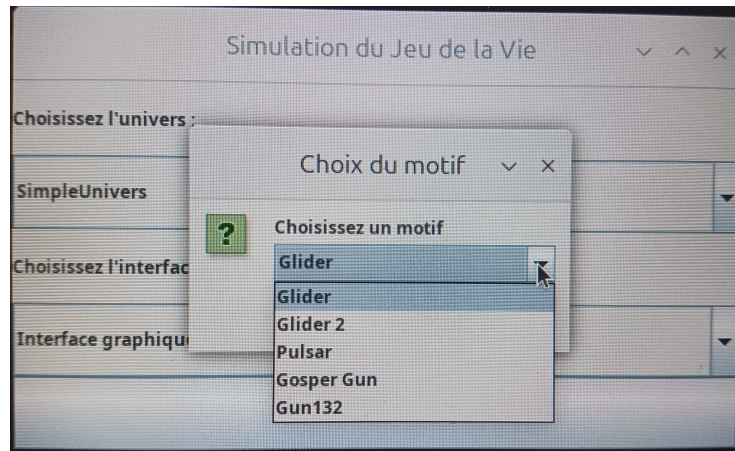 Simulation du Jeu de la Vie
Choisissez l'univers :
Choix du motif
SimpleUnivers
?
Choisissez un motif
Choisissez l'interfac
Glider
Glider
Glider 2
Interface graphiqu
Pulsar
Gosper Gun
Gun132